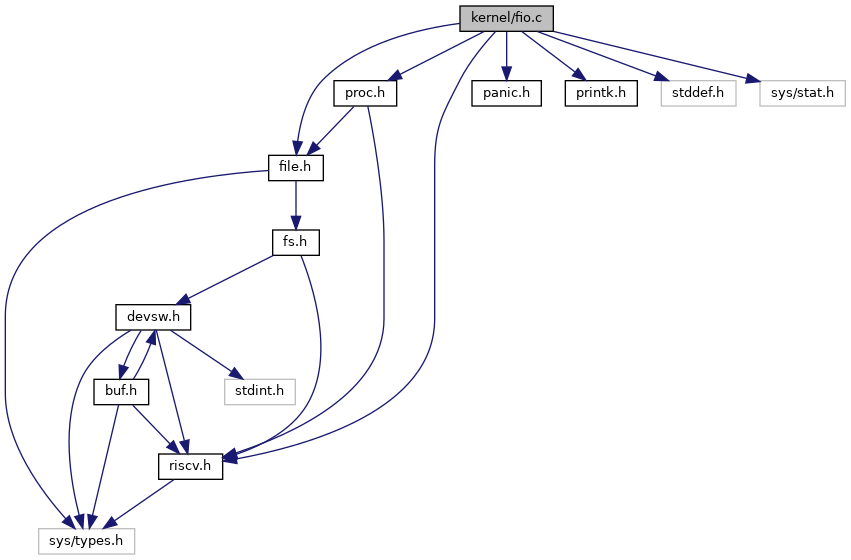 kernel/fio.c
proc.h
panic.h
printk.h
stddef.h
sys/stat.h
file.h
fs.h
devsw.h
buf.h
stdint.h
riscv.h
sys/types.h